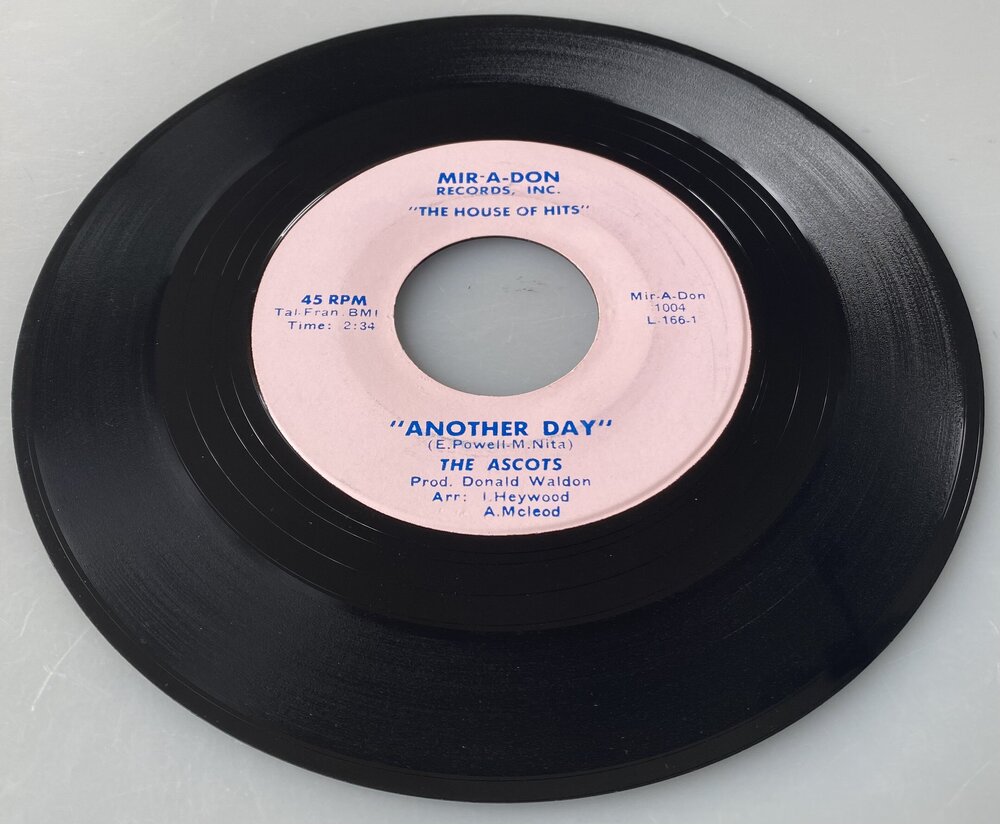 MIR-A-DON
RECORDS, INC.
"THE HOUSE OF HITS"
45 RPM
Tal-Fran BMI
Time: 2:34
Mir-A-Don
1004
L-166-1
"ANOTHER DAY"
(E.Powell-M.Nita)
THE ASCOTS
Prod. Donald Waldon
Arr: I.Heywood
A.Mcleod